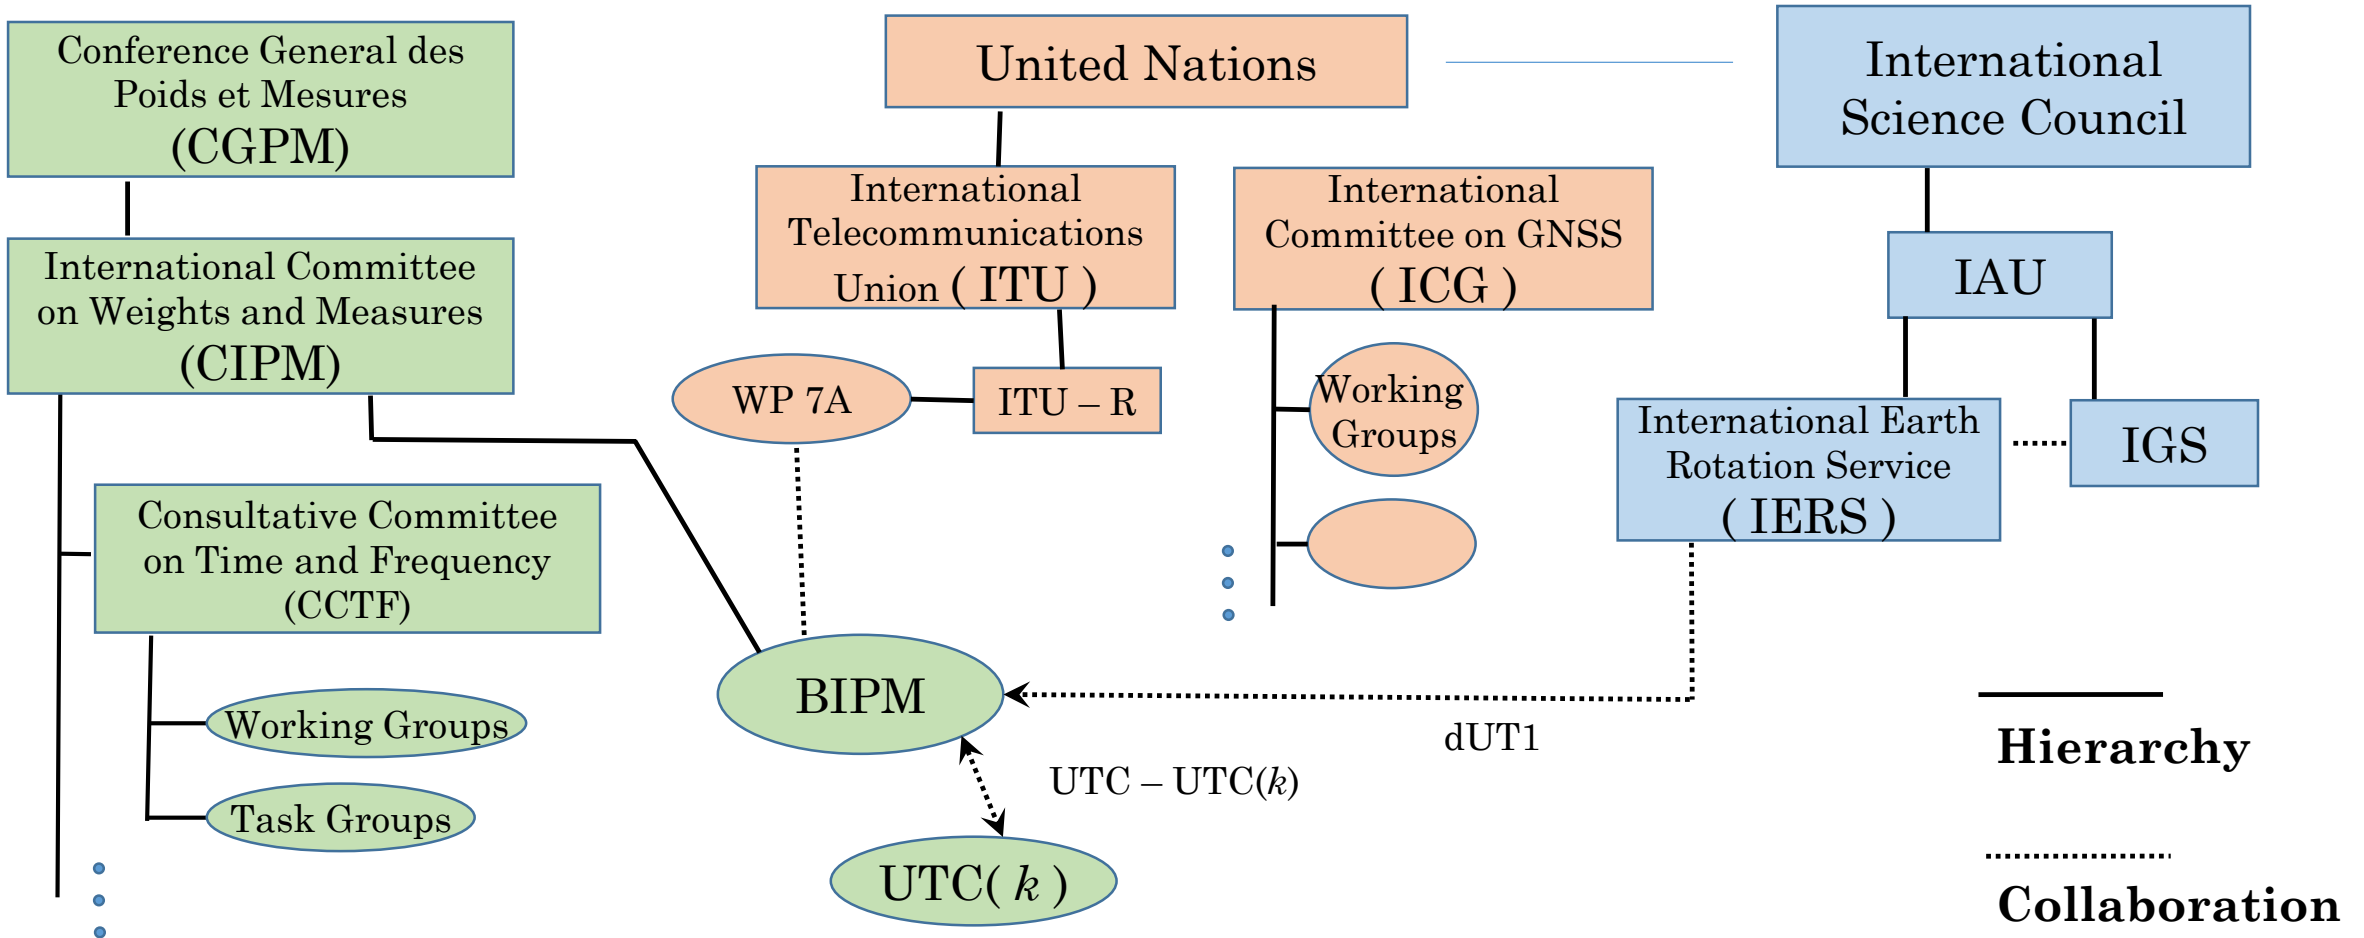 Conference General des
Poids et Mesures
(CGPM)
International Committee
on Weights and Measures
(CIPM)
Consultative Committee
on Time and Frequency
(CCTF)
Working Groups
Task Groups
United Nations
International
Telecommunications
Union ( ITU )
WP 7A
ITU – R
International
Committee on GNSS
( ICG )
Working
Groups
BIPM
UTC – UTC(k)
UTC( k )
dUT1
International
Science Council
IAU
International Earth
Rotation Service
( IERS )
IGS
Hierarchy
Collaboration